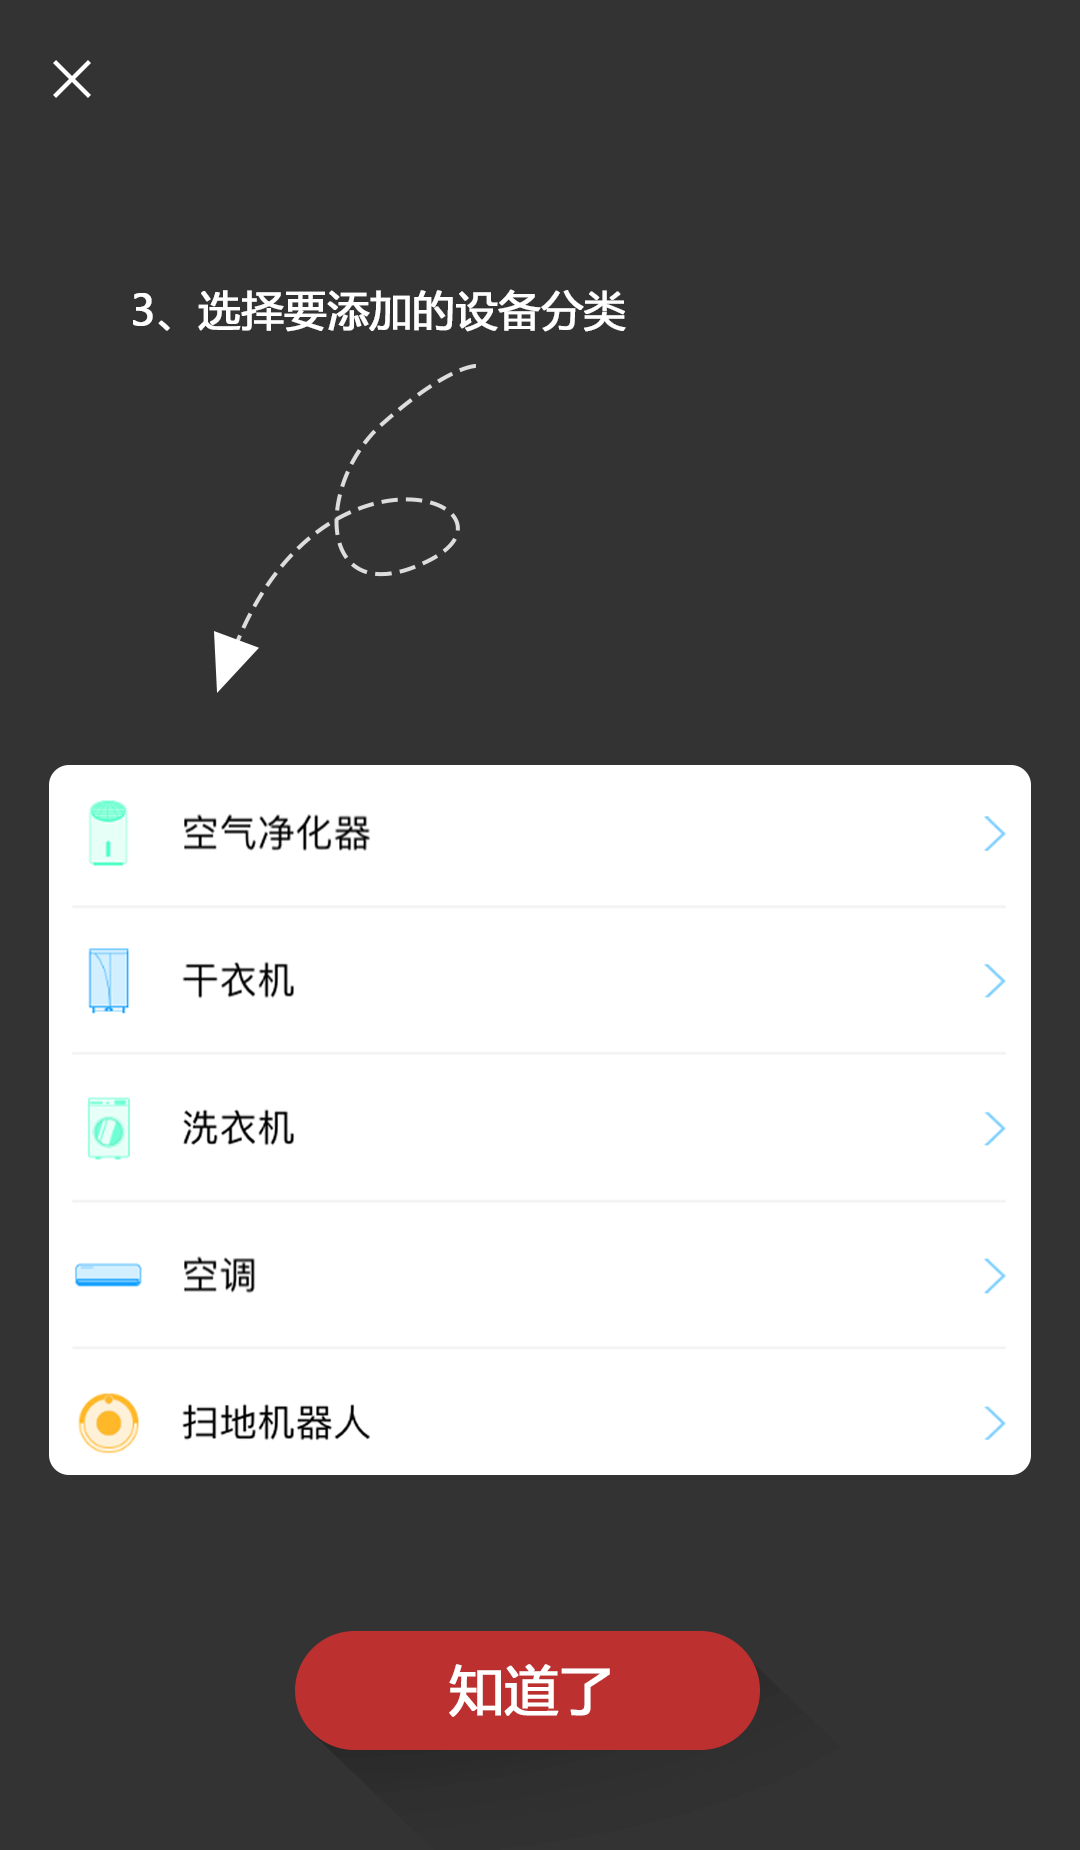 3、选择要添加的设备分类
空气净化器
干衣机
洗衣机
空调
扫地机器人
知道了